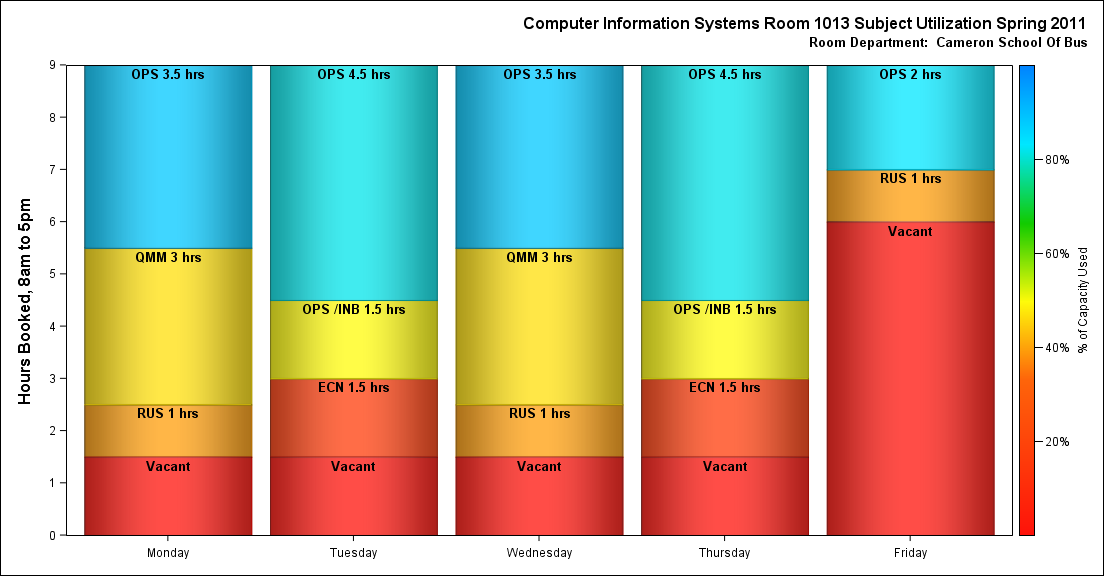 Computer Information Systems Room 1013 Subject Utilization Spring 2011
Room Department:  Cameron School Of Bus
Hours Booked, 8am to 5pm
9
8
7
6
5
4
3
2
1
0
OPS 3.5 hrs
QMM 3 hrs
RUS 1 hrs
Vacant
OPS 4.5 hrs
OPS /INB 1.5 hrs
ECN 1.5 hrs
Vacant
OPS 3.5 hrs
QMM 3 hrs
RUS 1 hrs
Vacant
OPS 4.5 hrs
OPS /INB 1.5 hrs
ECN 1.5 hrs
Vacant
OPS 2 hrs
RUS 1 hrs
Vacant
Monday
Tuesday
Wednesday
Thursday
Friday
80%
60%
40%
20%
% of Capacity Used